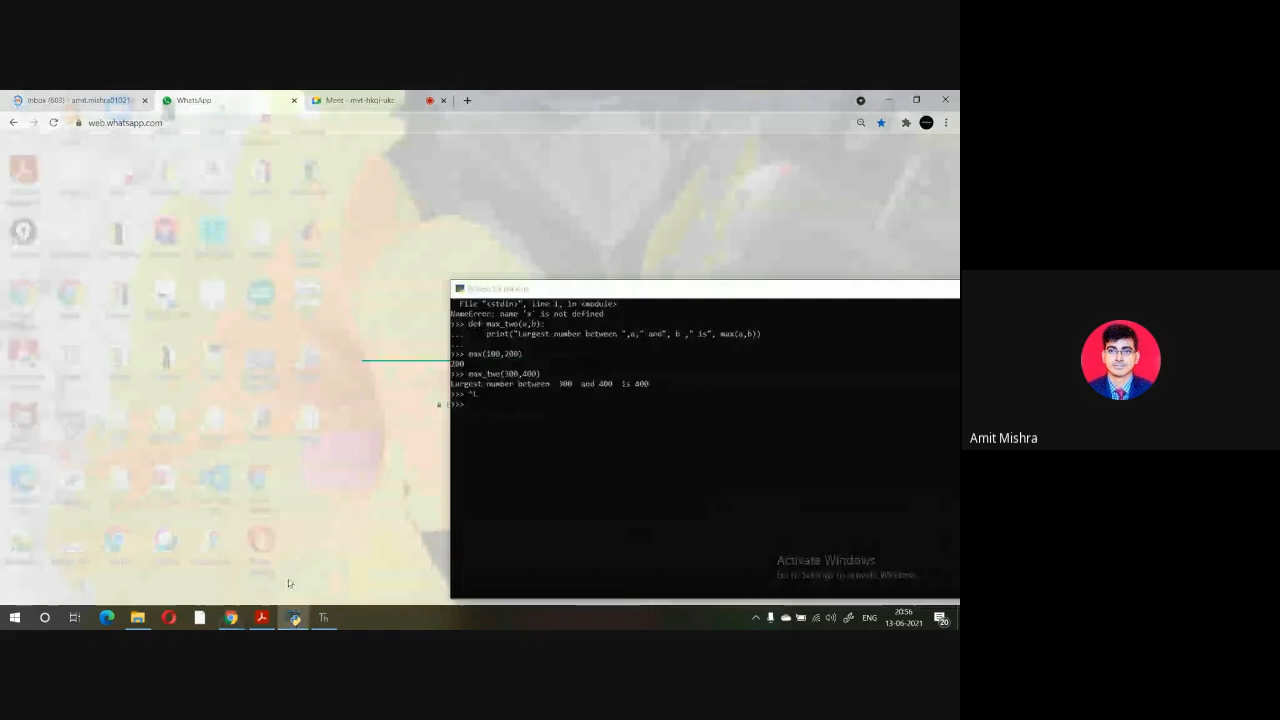 Inbox (603) - amit.mishra01021
WhatsApp
Meet - mvt-hkqi-ukc
web.whatsapp.com
File "<stdin>", line 1, in <module>
NameError: name 'x' is not defined
>>> def max_two(a,b):
... print("Largest number between ",a," and", b ," is", max(a,b))
...
>>> max(100,200)
200
>>> max_two(300,400)
Largest number between 300 and 400 is 400
>>> ^L
>>>
Amit Mishra
Activate Windows
Go to Settings to activate Windows.
Th
ENG
20:56
13-06-2021
20